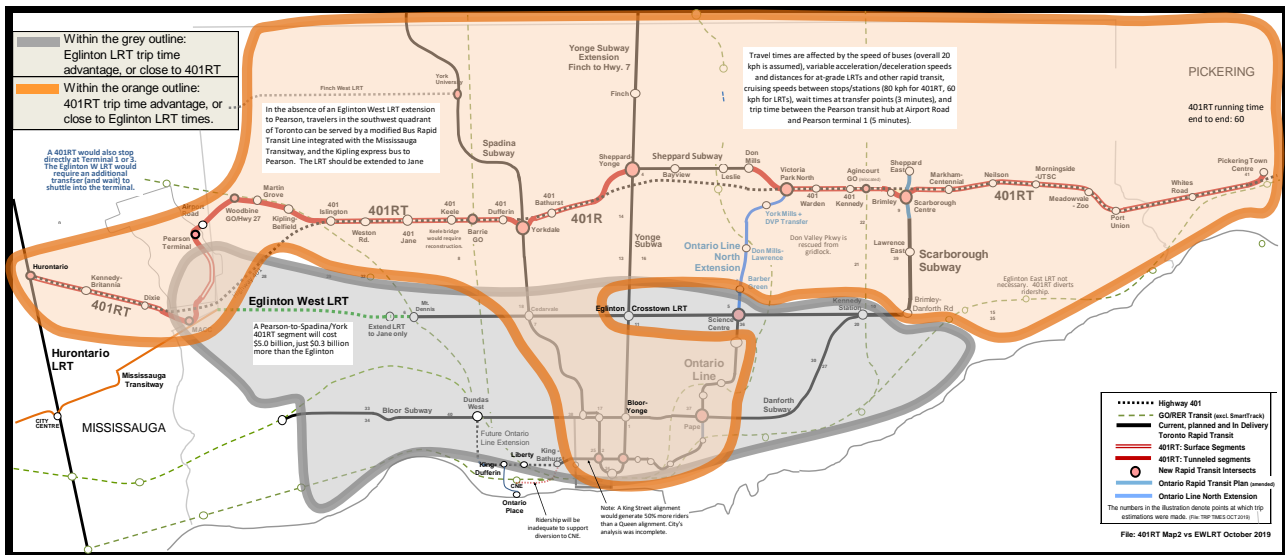 Within the grey outline:
Eglinton LRT trip time
advantage, or close to 401RT
Within the orange outline:
401RT trip time advantage, or
close to Eglinton LRT times.
A 401RT would also stop
directly at Terminal 1 or 3.
The Eglinton W LRT would
require an additional
transfer (and wait) to
shuttle into the terminal.
Finch West LRT
In the absence of an Eglinton West LRT extension
to Pearson, travelers in the southwest quadrant
of Toronto can be served by a modified Bus Rapid
Transit Line integrated with the Mississauga
Transitway, and the Kipling express bus to
Pearson. The LRT should be extended to Jane
York
University
Spadina
Subway
Yonge Subway
Extension
Finch to Hwy. 7
Finch
Travel times are affected by the speed of buses (overall 20
kph is assumed), variable acceleration/deceleration speeds
and distances for at-grade LRTs and other rapid transit,
cruising speeds between stops/stations (80 kph for 401RT, 60
kph for LRTs), wait times at transfer points (3 minutes), and
trip time between the Pearson transit hub at Airport Road
and Pearson terminal 1 (5 minutes).
PICKERING
401RT running time
end to end: 60
Sheppard
Yonge
Sheppard Subway
Bayview
Leslie
Don
Mills
Victoria
Park North
401
Warden
401
Kennedy
Agincourt
GO
Sheppard
East
Brimley
Scarborough
Centre
Markham-
Centennial
Neilson
Morningside
-UTSC
Meadowvale -
Zoo
Port
Union
Whites
Road
Pickering Town
Centre
Martin
Grove
Airport
Road
Woodbine
GO/Hwy 27
Kipling-
Belfield
401
Islington
401RT
Weston
Rd.
401
Jane
401
Keele
Keelebridge
would require
reconstruction.
Barrie
GO
401
Dufferin
Yorkdale
401
Bathurst
401R
Pearson
Terminal
Yonge
Subwa
York Mills +
DVP Transfer
Don Valley Pkwy is
rescued from
gridlock.
Ontario Line
North
Extension
Don Mills-
Lawrence
Barber
Green
Lawrence
East
Scarborough
Subway
Eglinton East LRT not
necessary. 401RT diverts
ridership.
Hurontario
Kennedy-
Britannia
Dixie
401RT
MACC
Eglinton West LRT
Mt.
Dennis
Extend LRT
to Jane only
Cedarvale
Eglinton
Crosstown LRT
Science
Centre
Kennedy
Station
Brimley-
Danforth Rd
A Pearson-to-Spadina/York
401RT segment will cost
$5.0 billion, just $0.3 billion
more than the Eglinton
Hurontario
LRT
Mississauga
Transitway
CITY
CENTRE
MISSISSAUGA
Bloor Subway
Dundas
West
Future Ontario
Line Extension
Bloor-
Yonge
Ontario
Line
Pape
Danforth
Subway
King-
Dufferin
Liberty
King -
Bathurst
CNE
Ontario
Place
Ridership will be
inadequate to support
diversion to CNE.
Note: A King Street alignment
would generate 50% more riders
than a Queen alignment. City's
analysis was incomplete.
Highway 401
GO/RER Transit (excl. SmartTrack)
Current, planned and In Delivery
Toronto Rapid Transit
401RT: Surface Segments
401RT: Tunneled segments
New Rapid Transit Intersects
Ontario Rapid Transit Plan (amended)
Ontario Line North Extension
The numbers in the illustration denote points at which trip
estimations were made. (File: TRIP TIMES OCT 2019)
File: 401RT Map2 vs EWLRT October 2019